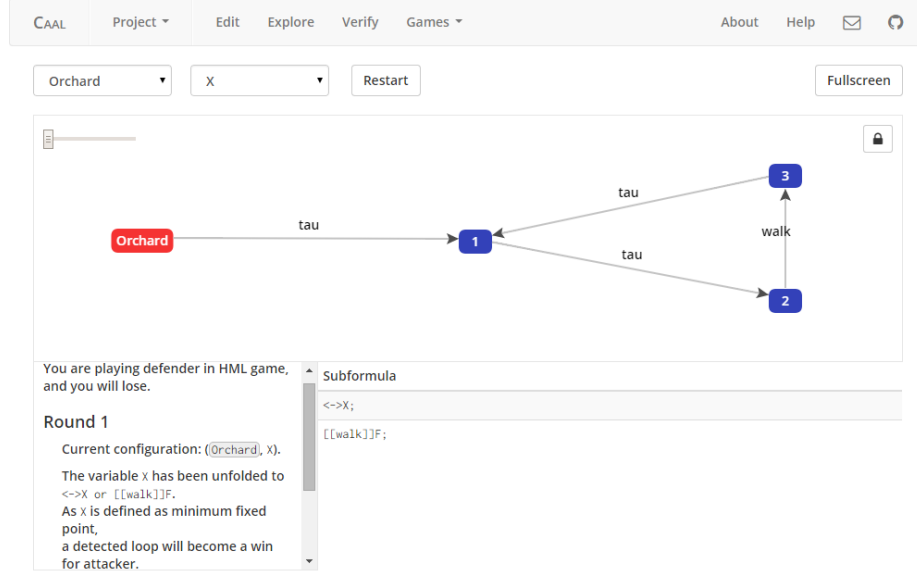 CAAL Project Edit Explore Verify Games About Help
Orchard X Restart Fullscreen
3
tau
tau walk
Orchard 1
tau
2
You are playing defender in HML game,
and you will lose.
Round 1
Current configuration: (Orchard, X).
The variable X has been unfolded to
<->X or [[walk]]F.
As X is defined as minimum fixed
point,
a detected loop will become a win
for attacker.
Subformula
<->X;
[[walk]]F;